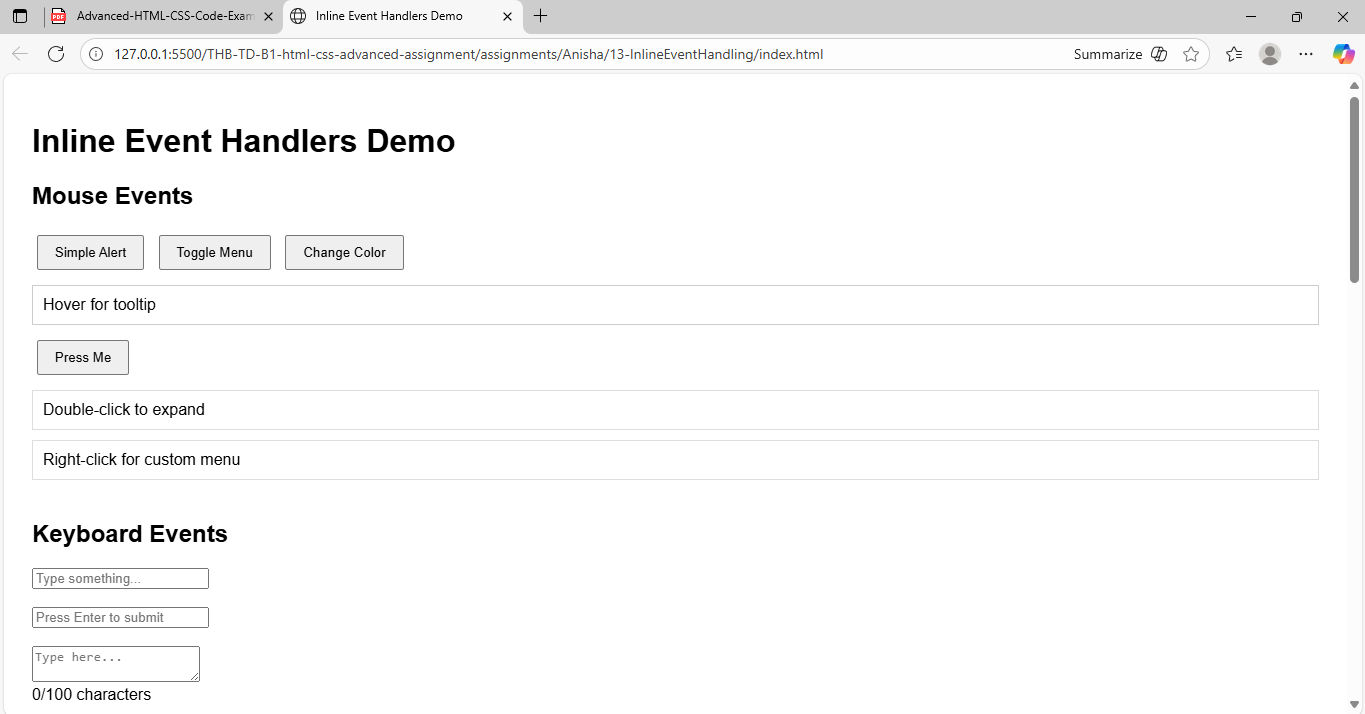 Advanced-HTML-CSS-Code-Exam
Inline Event Handlers Demo
127.0.0.1:5500/THB-TD-B1-html-css-advanced-assignment/assignments/Anisha/13-InlineEventHandling/index.html
Summarize
Inline Event Handlers Demo
Mouse Events
Simple Alert Toggle Menu Change Color
Hover for tooltip
Press Me
Double-click to expand
Right-click for custom menu
Keyboard Events
Type something...
Press Enter to submit
Type here...
0/100 characters